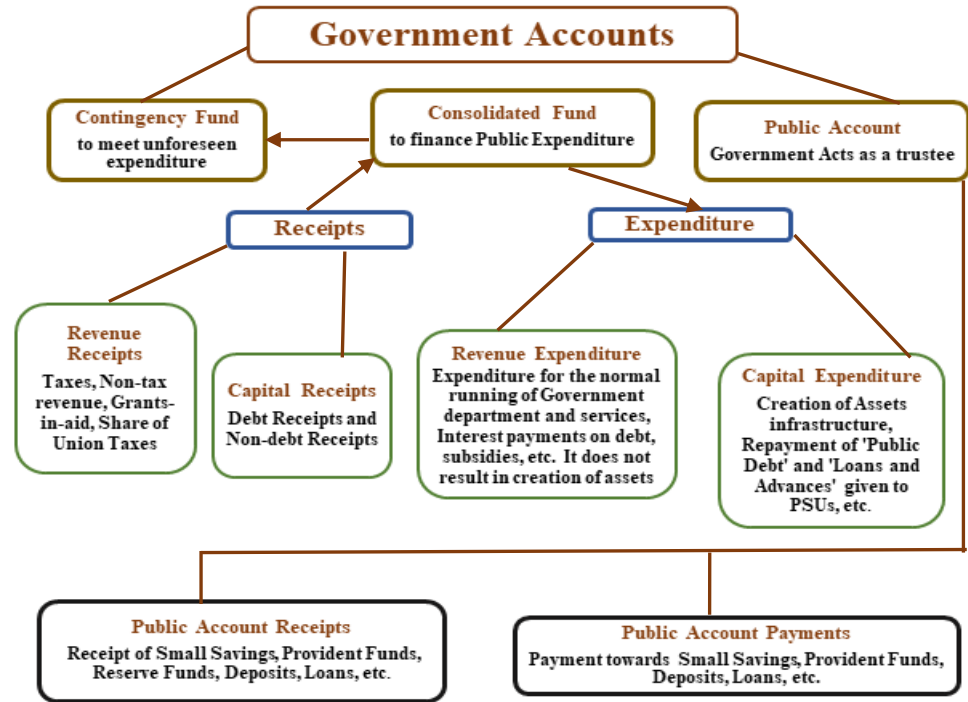 Government Accounts
Contingency Fund
to meet unforeseen
expenditure
Consolidated Fund
to finance Public Expenditure
Public Account
Government Acts as a trustee
Receipts
Expenditure
Revenue
Receipts
Taxes, Non-tax
revenue, Grants-
in-aid, Share of
Union Taxes
Capital Receipts
Debt Receipts and
Non-debt Receipts
Revenue Expenditure
Expenditure for the normal
running of Government
department and services,
Interest payments on debt,
subsidies, etc. It does not
result in creation of assets
Capital Expenditure
Creation of Assets
infrastructure,
Repayment of 'Public
Debt' and 'Loans and
Advances' given to
PSUs, etc.
Public Account Receipts
Receipt of Small Savings, Provident Funds,
Reserve Funds, Deposits, Loans, etc.
Public Account Payments
Payment towards Small Savings, Provident Funds,
Deposits, Loans, etc.